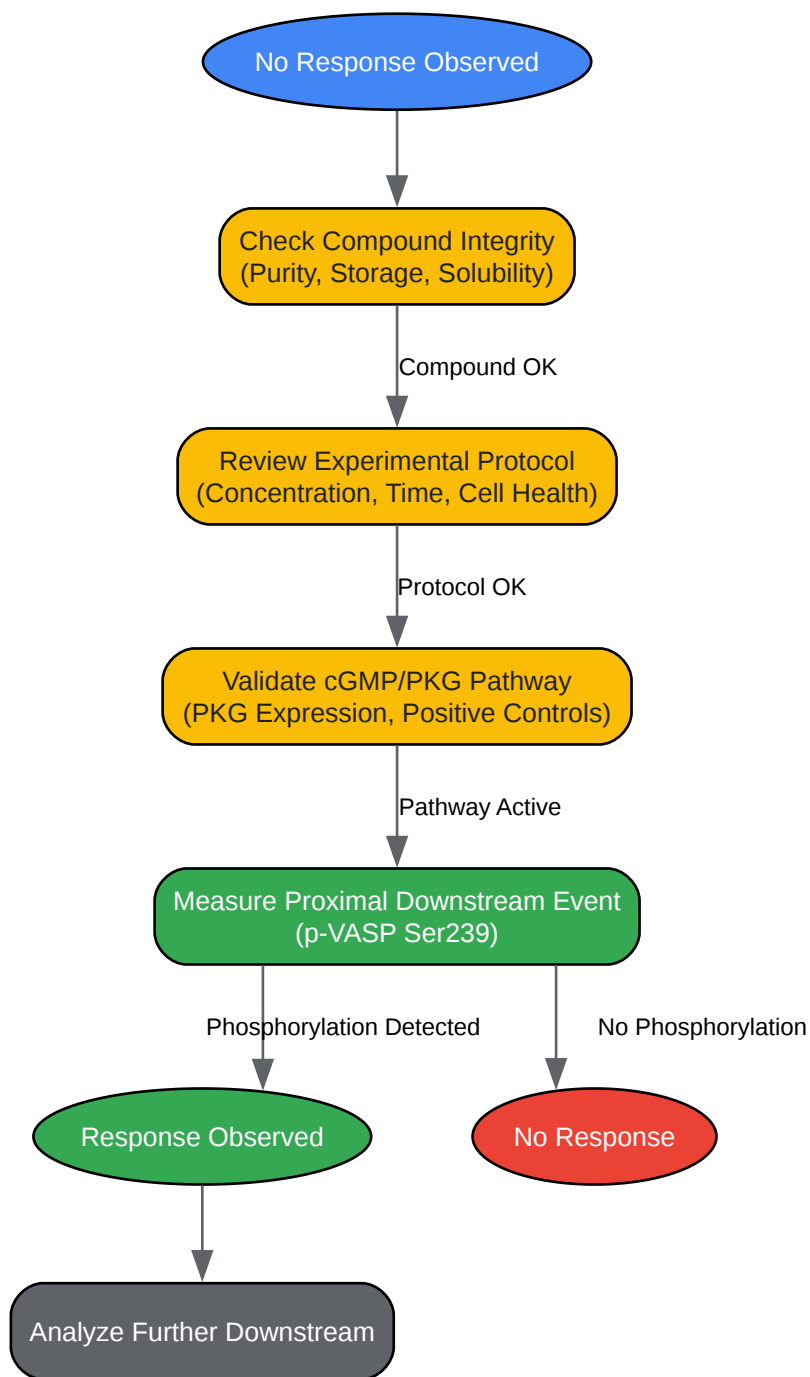 No Response Observed
Check Compound Integrity
(Purity, Storage, Solubility)
Compound OK
Review Experimental Protocol
(Concentration, Time, Cell Health)
Protocol OK
Validate cGMP/PKG Pathway
(PKG Expression, Positive Controls)
Pathway Active
Measure Proximal Downstream Event
(p-VASP Ser239)
Phosphorylation Detected
No Phosphorylation
Response Observed
No Response
Analyze Further Downstream